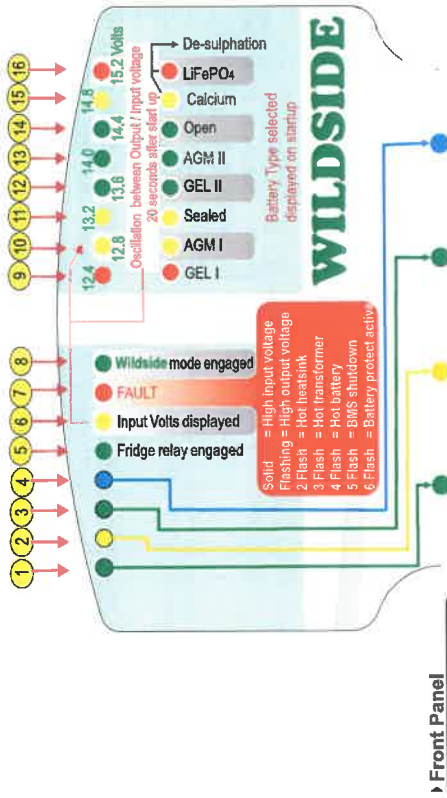 1 2 3 4 5 6 7 8 9 10 11 12 13 14 15 16
12.4 12.8 13.2 13.6 14.0 14.4 14.8 15.2 Volts
Oscillation between Output / Input voltage
20 seconds after start up
GEL I
AGM I
Sealed
GEL II
AGM II
Open
Calcium
LiFePO4
De-sulphation
Battery Type selected
displayed on startup
Fridge relay engaged
Input Volts displayed
FAULT
Wildside mode engaged
Solid = High input voltage
Flashing = High output voltage
2 Flash = Hot heatsink
3 Flash = Hot transformer
4 Flash = Hot battery
5 Flash = BMS shutdown
6 Flash = Battery protect active
WILDSIDE
Front Panel